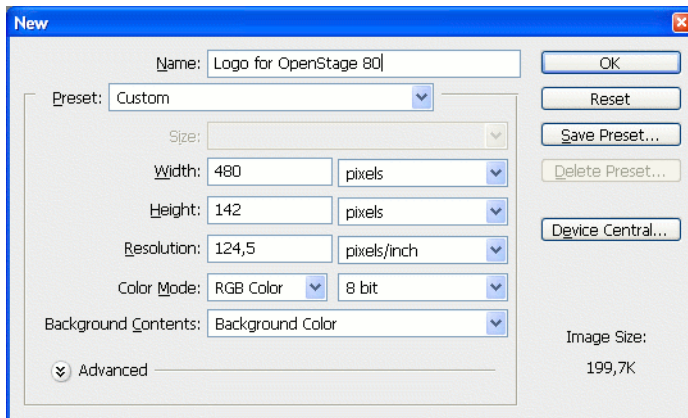 New
Name: Logo for OpenStage 80
OK
Preset: Custom
Reset
Size:
Save Preset...
Width: 480 pixels
Delete Preset...
Height: 142 pixels
Device Central...
Resolution: 124,5 pixels/inch
Color Mode: RGB Color 8 bit
Background Contents: Background Color
Image Size:
199,7K
Advanced